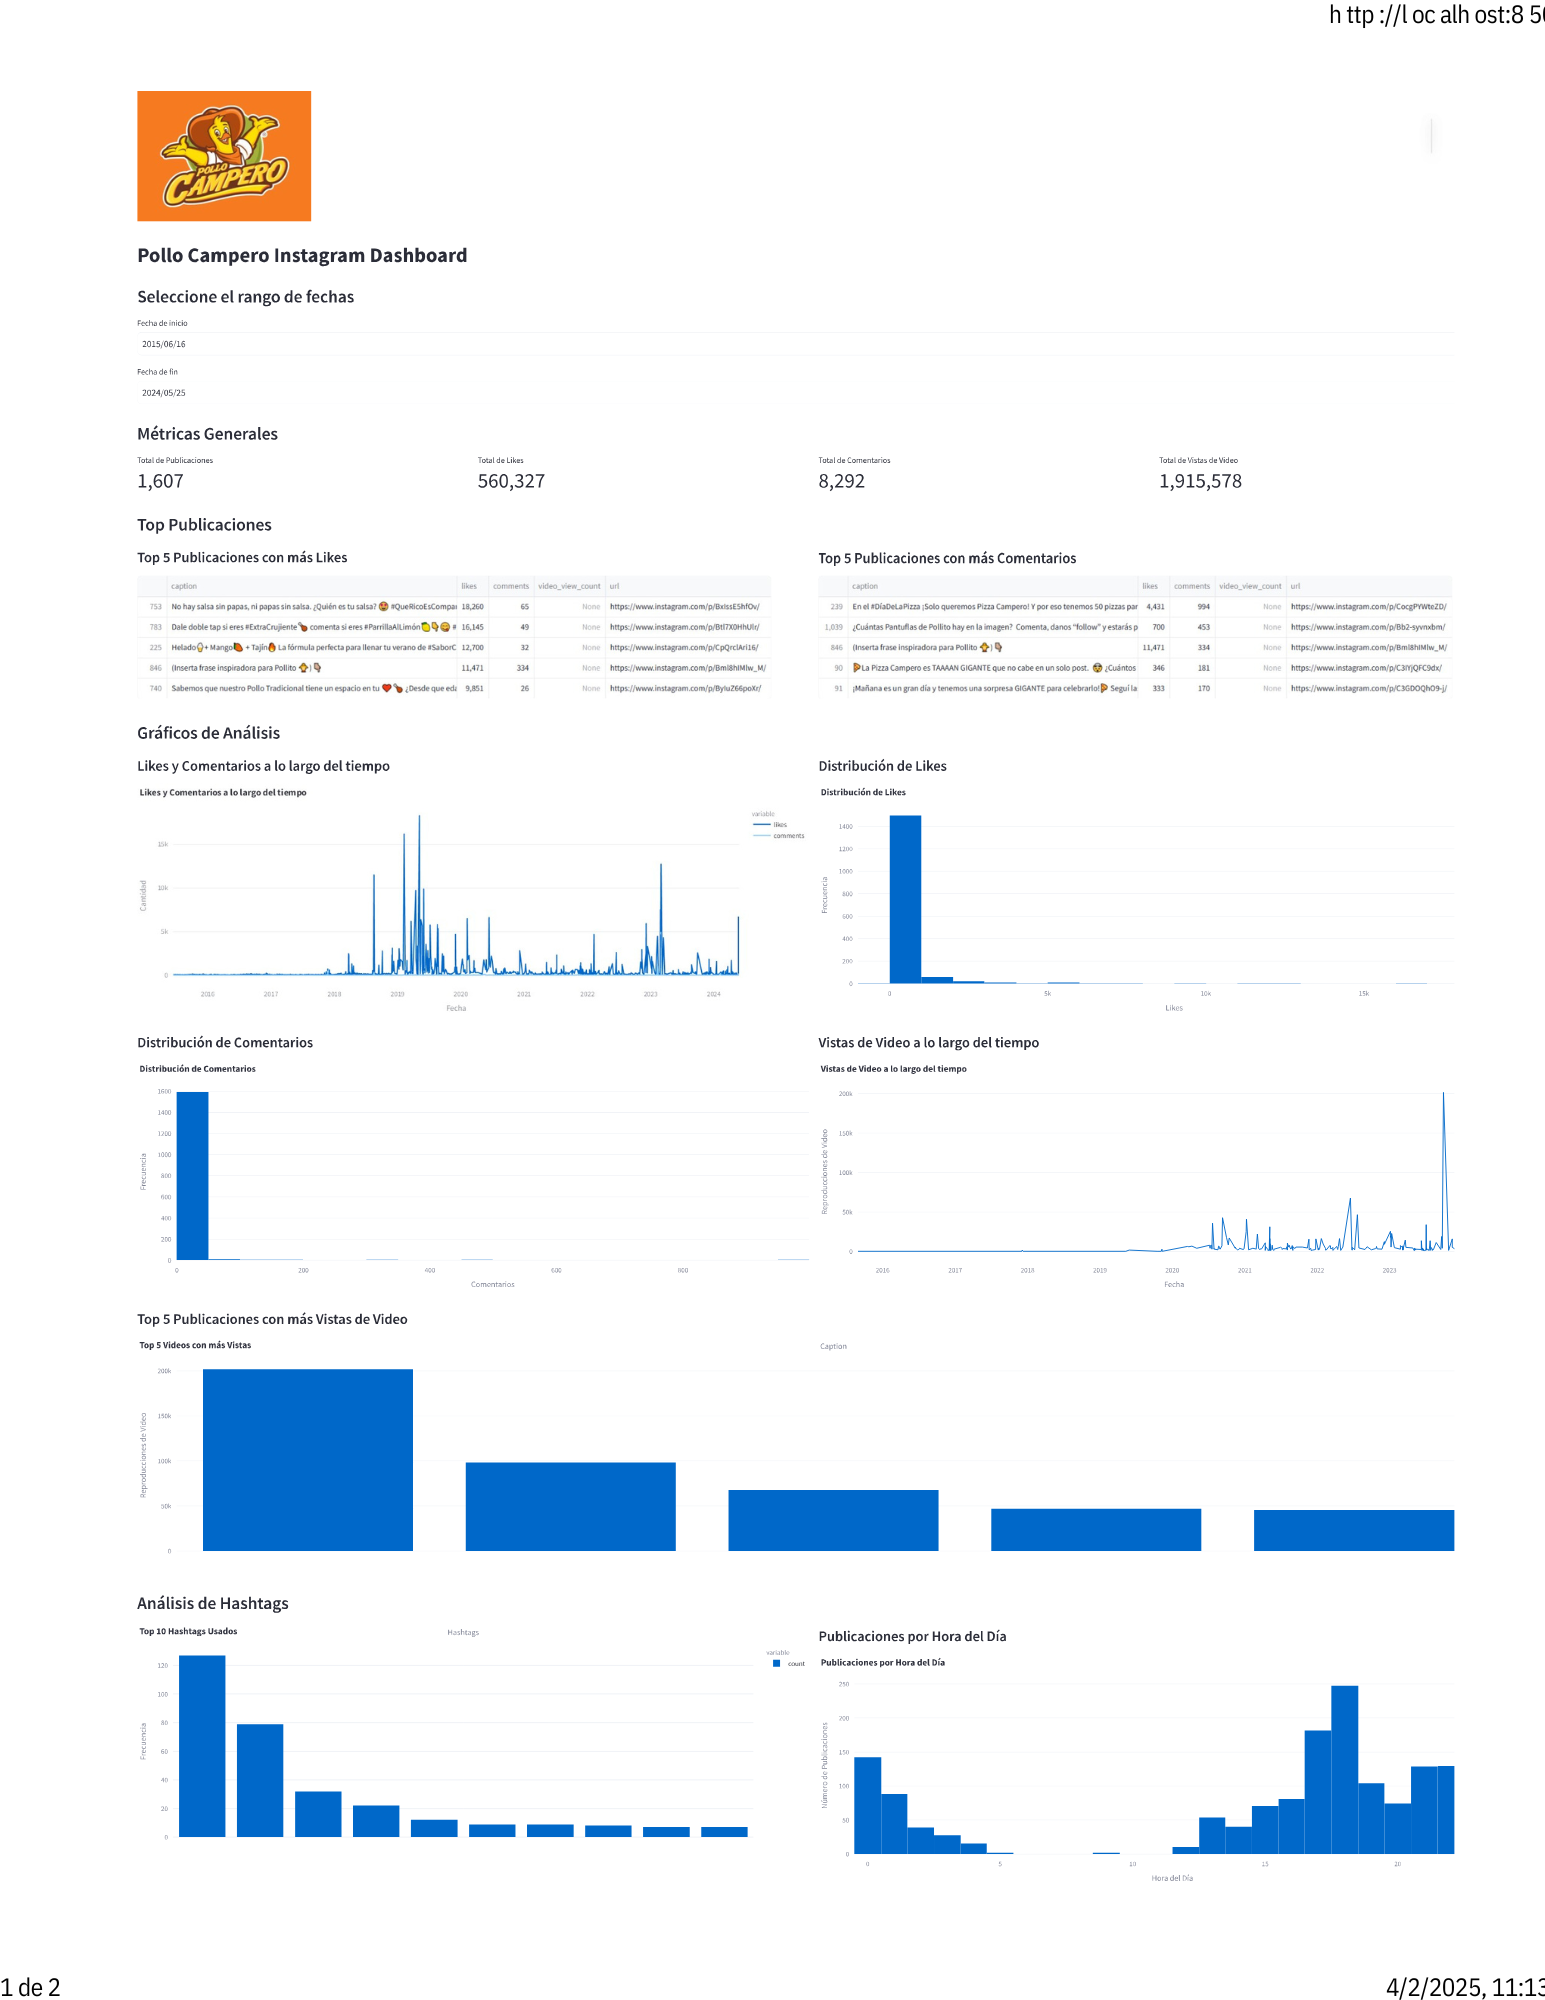 h ttp ://l oc alh ost:8 50
POLLO
CAMPERO
Pollo Campero Instagram Dashboard
Seleccione el rango de fechas
Fecha de inicio
2015/06/16
Fecha de fin
2024/05/25
Métricas Generales
Total de Publicaciones
1,607
Total de Likes
560,327
Total de Comentarios
8,292
Total de Vistas de Video
1,915,578
Top Publicaciones
Top 5 Publicaciones con más Likes
caption likes comments video_view_count url
753 No hay salsa sin papas, ni papas sin salsa. ¿Quién es tu salsa? 🤩 #QueRicoEsCompar 18,260 65 None https://www.instagram.com/p/BxissE5hfOv/
783 Dale doble tap si eres #ExtraCrujiente🍗 comenta si eres #ParrillaAlLimón🍋👇😋 # 16,145 49 None https://www.instagram.com/p/Btl7X0HhUlr/
225 Helado🍦+ Mango🥭 + Tajín🔥 La fórmula perfecta para llenar tu verano de #SaborC 12,700 32 None https://www.instagram.com/p/CpQrclAri16/
846 (Inserta frase inspiradora para Pollito 🐥) 👇 11,471 334 None https://www.instagram.com/p/Bml8hIMlw_M/
740 Sabemos que nuestro Pollo Tradicional tiene un espacio en tu ❤️🍗 ¿Desde que eda 9,851 26 None https://www.instagram.com/p/ByIuZ66poXr/
Top 5 Publicaciones con más Comentarios
caption likes comments video_view_count url
239 En el #DíaDeLaPizza ¡Solo queremos Pizza Campero! Y por eso tenemos 50 pizzas par 4,431 994 None https://www.instagram.com/p/CocgPYWteZD/
1,039 ¿Cuántas Pantuflas de Pollito hay en la imagen? Comenta, danos "follow" y estarás p 700 453 None https://www.instagram.com/p/Bb2-syvnxbm/
846 (Inserta frase inspiradora para Pollito 🐥) 👇 11,471 334 None https://www.instagram.com/p/Bml8hIMlw_M/
90 🍕La Pizza Campero es TAAAAN GIGANTE que no cabe en un solo post. 🤯 ¿Cuántos 346 181 None https://www.instagram.com/p/C3IYjQFC9dx/
91 ¡Mañana es un gran día y tenemos una sorpresa GIGANTE para celebrarlo!🍕 Seguí la 333 170 None https://www.instagram.com/p/C3GDOQhO9-j/
Gráficos de Análisis
Likes y Comentarios a lo largo del tiempo
Likes y Comentarios a lo largo del tiempo
variable
likes
comments
Cantidad
15k
10k
5k
0
2016 2017 2018 2019 2020 2021 2022 2023 2024
Fecha
Distribución de Likes
Distribución de Likes
Frecuencia
1400
1200
1000
800
600
400
200
0
0 5k 10k 15k
Likes
Distribución de Comentarios
Distribución de Comentarios
Frecuencia
1600
1400
1200
1000
800
600
400
200
0
0 200 400 600 800
Comentarios
Vistas de Video a lo largo del tiempo
Vistas de Video a lo largo del tiempo
Reproducciones de Video
200k
150k
100k
50k
0
2016 2017 2018 2019 2020 2021 2022 2023
Fecha
Top 5 Publicaciones con más Vistas de Video
Top 5 Videos con más Vistas
Caption
Reproducciones de Video
200k
150k
100k
50k
0
Análisis de Hashtags
Top 10 Hashtags Usados
Hashtags
variable
count
Frecuencia
120
100
80
60
40
20
0
Publicaciones por Hora del Día
Publicaciones por Hora del Día
Número de Publicaciones
250
200
150
100
50
0
0 5 10 15 20
Hora del Día
1 de 2
4/2/2025, 11:13